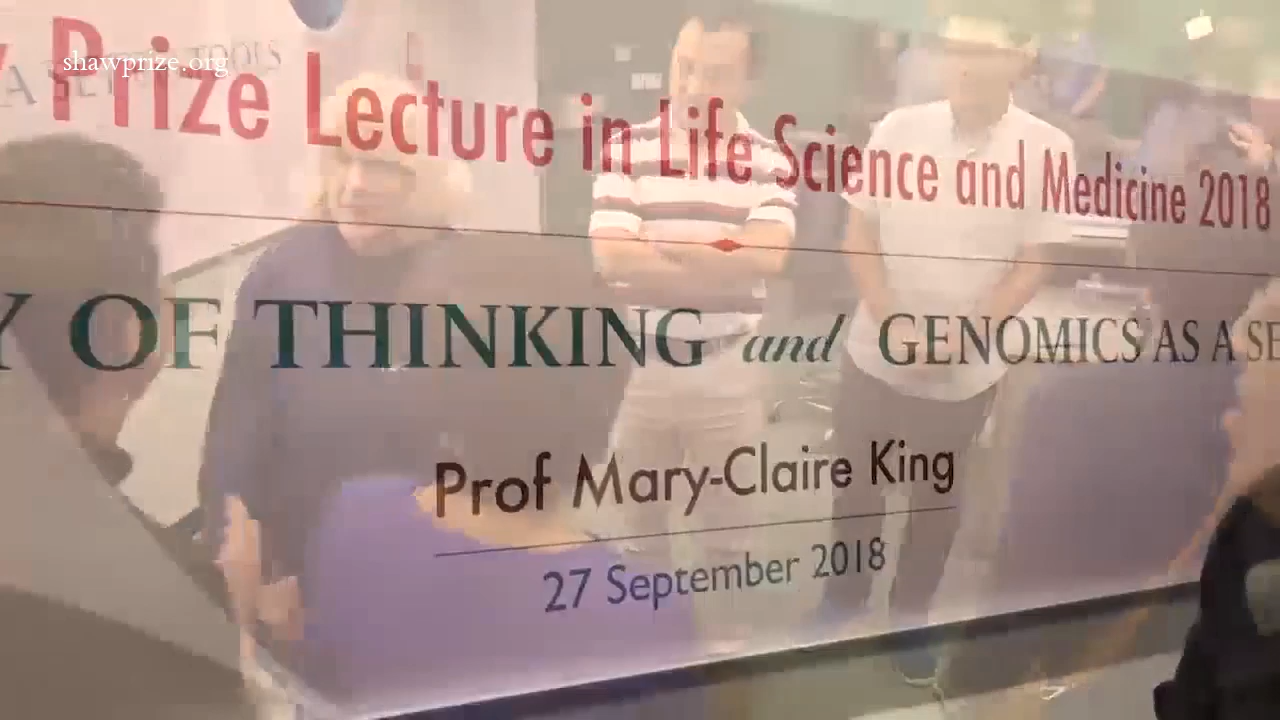 shawprize.org
Prize Lecture in Life Science and Medicine 2018
OF THINKING and GENOMICS AS A
Prof Mary-Claire King
27 September 2018